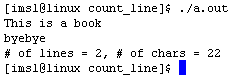 [imsl@linux count_line]$ ./a.out
This is a book
byebye
# of lines = 2, # of chars = 22
[imsl@linux count_line]$